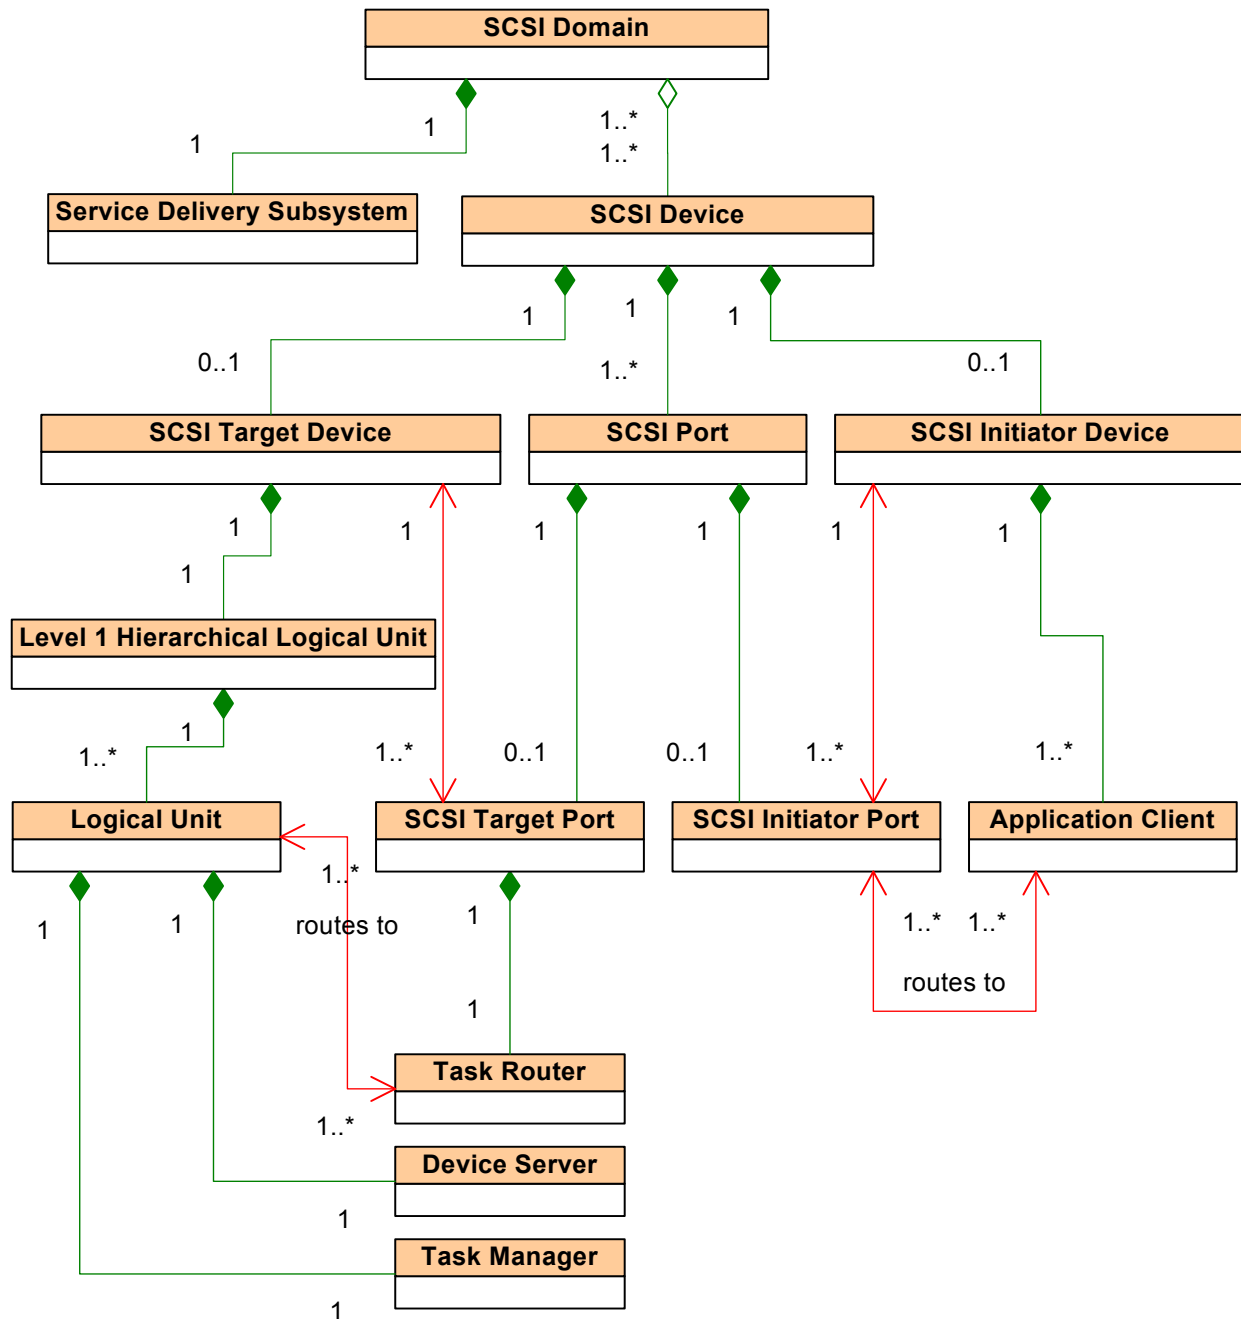 SCSI Domain
1
1
1..*
1..*
Service Delivery Subsystem
SCSI Device
1
1
1
0..1
1..*
0..1
SCSI Target Device
SCSI Port
SCSI Initiator Device
1
1
1
1
1
1
1
Level 1 Hierarchical Logical Unit
1
1..*
1..*
0..1
0..1
1..*
1..*
Logical Unit
SCSI Target Port
SCSI Initiator Port
Application Client
1..*
1
1
routes to
1
1..*
1..*
routes to
1
Task Router
1..*
Device Server
1
Task Manager
1